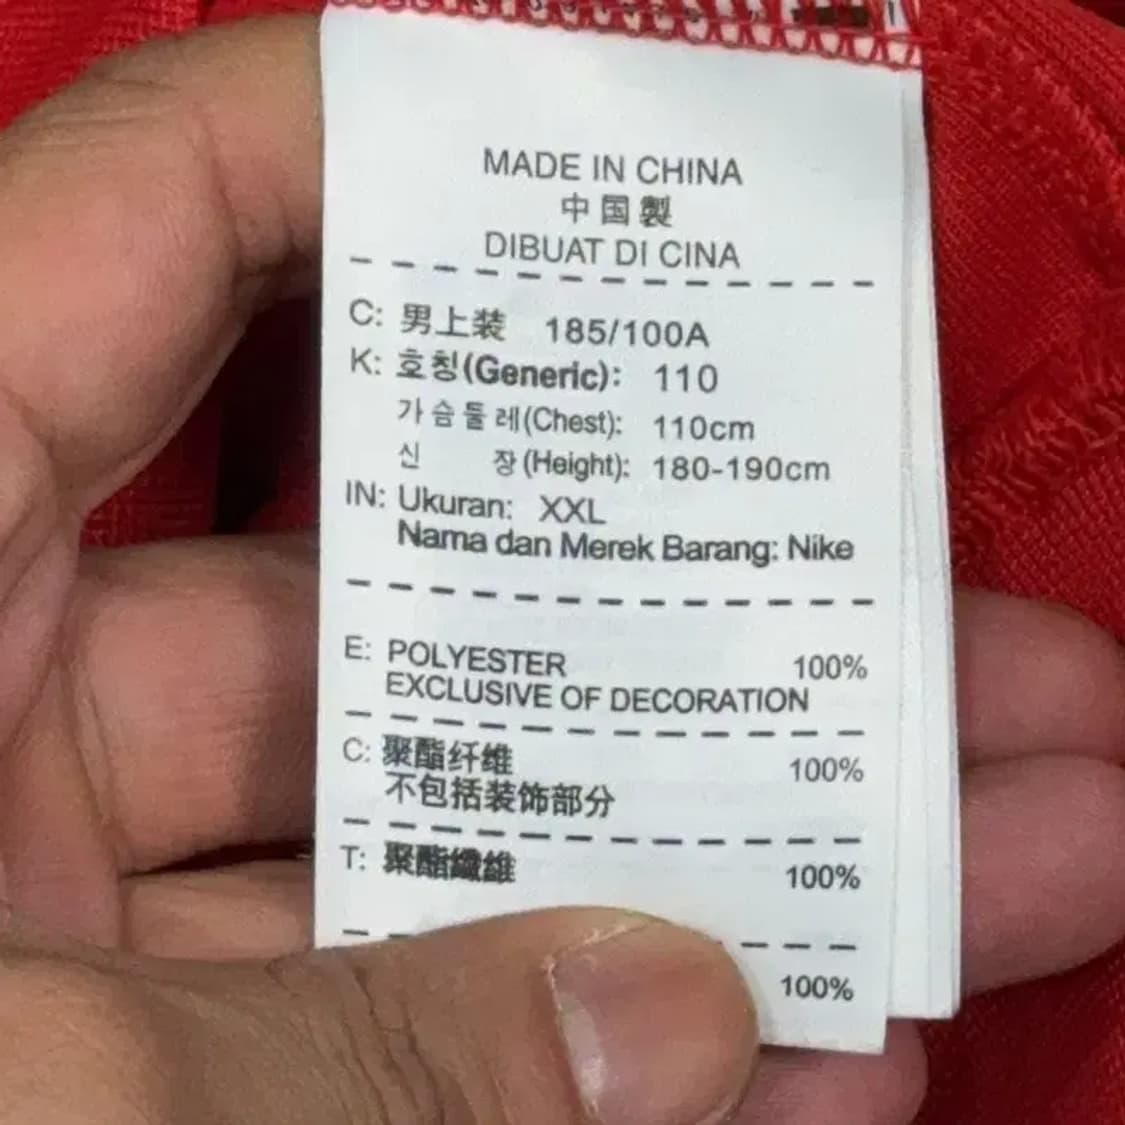 MADE IN CHINA
中国製
DIBUAT DI CINA
C: 男上装 185/100A
K: 호칭(Generic): 110
가슴둘레(Chest): 110cm
신 장(Height): 180-190cm
IN: Ukuran: XXL
Nama dan Merek Barang: Nike
E: POLYESTER 100%
EXCLUSIVE OF DECORATION
C: 聚酯纤维 100%
不包括装饰部分
T: 聚酯纖維 100%
100%